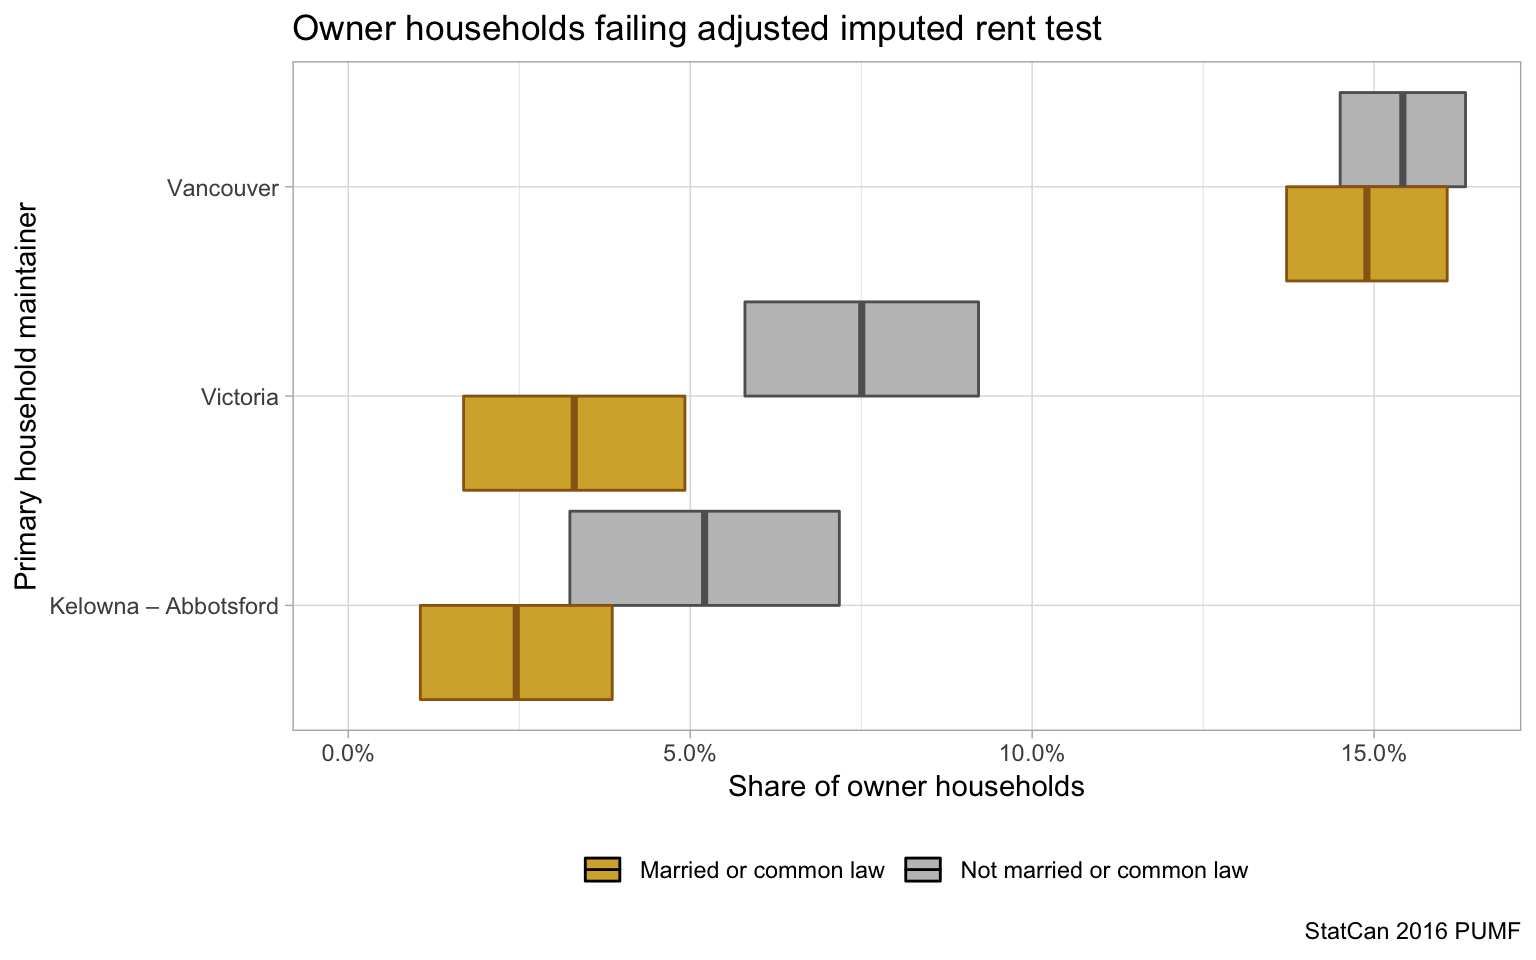 Owner households failing adjusted imputed rent test
Primary household maintainer
Vancouver
Victoria
Kelowna – Abbotsford
0.0% 5.0% 10.0% 15.0%
Share of owner households
Married or common law Not married or common law
StatCan 2016 PUMF